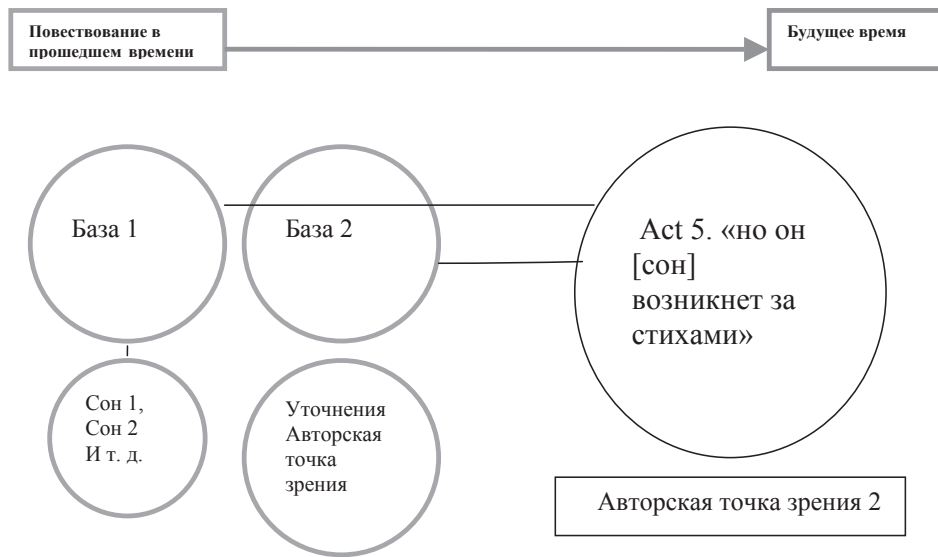 Повествование в
прошедшем времени
Будущее время
База 1
База 2
Act 5. «но он
[сон]
возникнет за
стихами»
Сон 1,
Сон 2
И т. д.
Уточнения
Авторская
точка
зрения
Авторская точка зрения 2